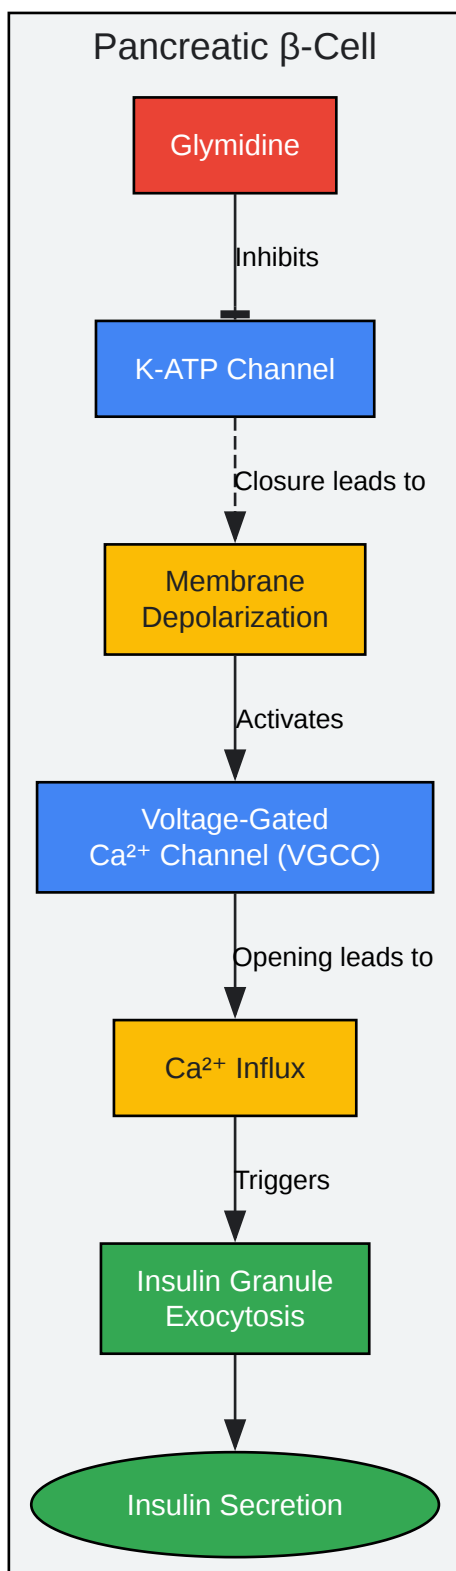 Pancreatic β-Cell
Glymidine
Inhibits
K-ATP Channel
Closure leads to
Membrane
Depolarization
Activates
Voltage-Gated
Ca²⁺ Channel (VGCC)
Opening leads to
Ca²⁺ Influx
Triggers
Insulin Granule
Exocytosis
Insulin Secretion